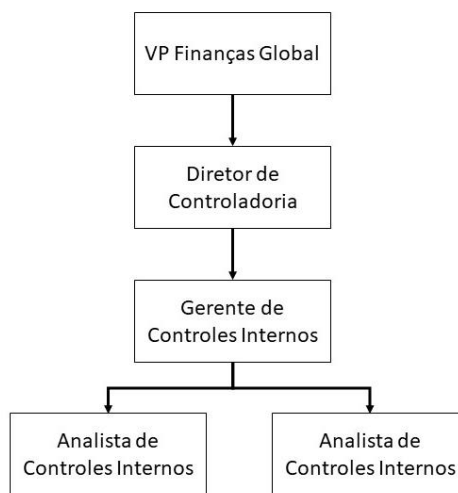 VP Finanças Global
Diretor de
Controladoria
Gerente de
Controles Internos
Analista de
Controles Internos
Analista de
Controles Internos